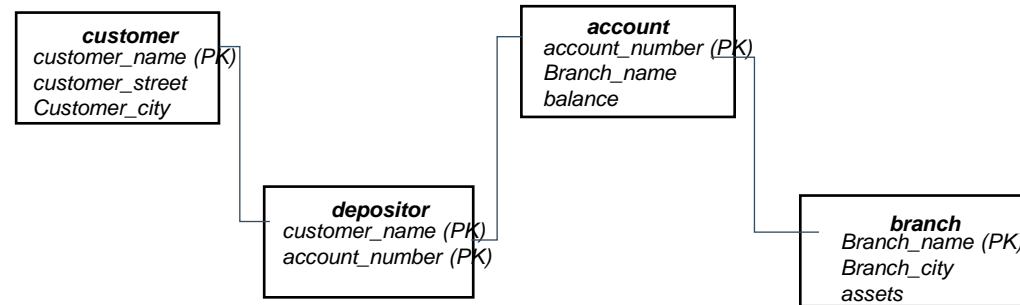 customer
customer_name (PK)
customer_street
Customer_city
account
account_number (PK)
Branch_name
balance
depositor
customer_name (PK)
account_number (PK)
branch
Branch_name (PK)
Branch_city
assets